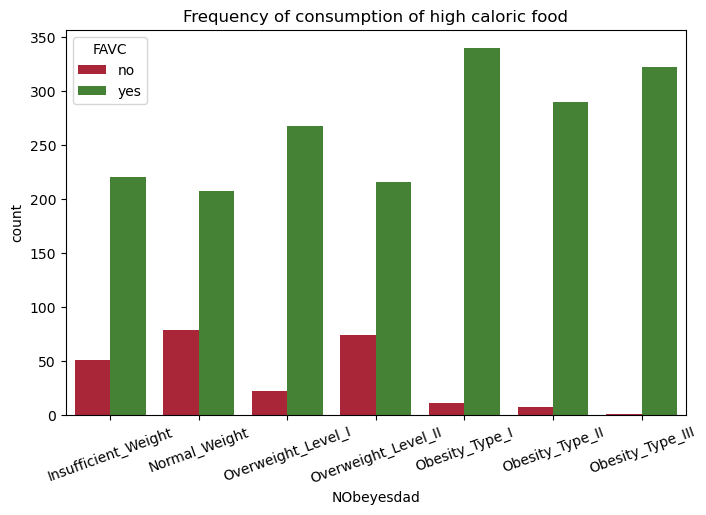 Frequency of consumption of high caloric food
FAVC
no
yes
350
300
250
200
150
100
50
0
count
Insufficient_Weight
Normal_Weight
Overweight_Level_I
Overweight_Level_II
Obesity_Type_I
Obesity_Type_II
Obesity_Type_III
NObeyesdad